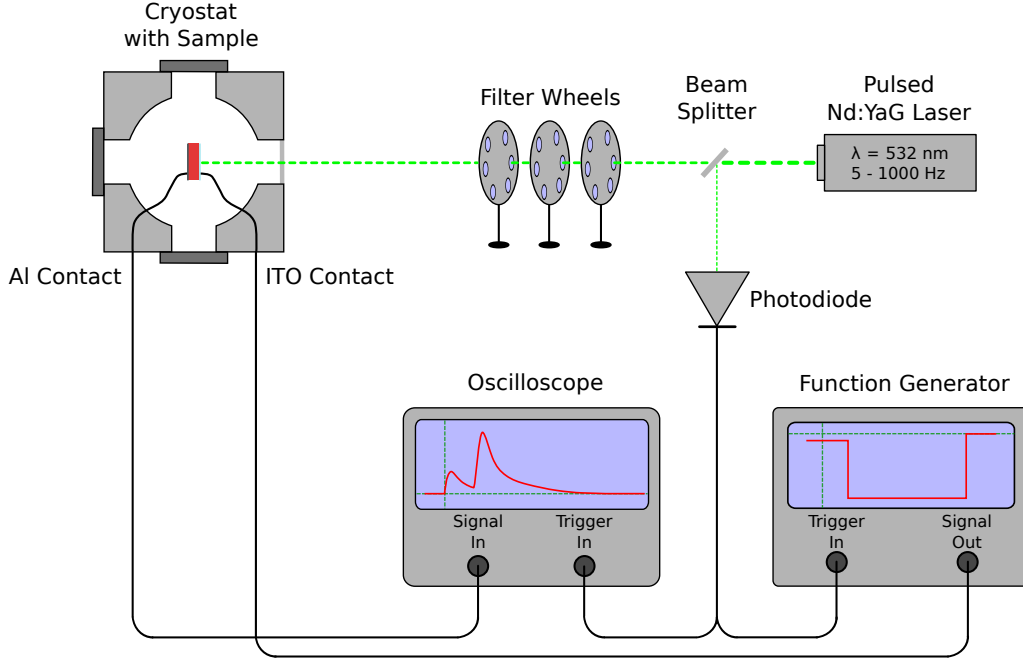 Cryostat
with Sample
Filter Wheels
Beam
Splitter
Pulsed
Nd:YaG Laser
λ = 532 nm
5 - 1000 Hz
Al Contact
ITO Contact
Photodiode
Oscilloscope
Signal
In
Trigger
In
Function Generator
Trigger
In
Signal
Out